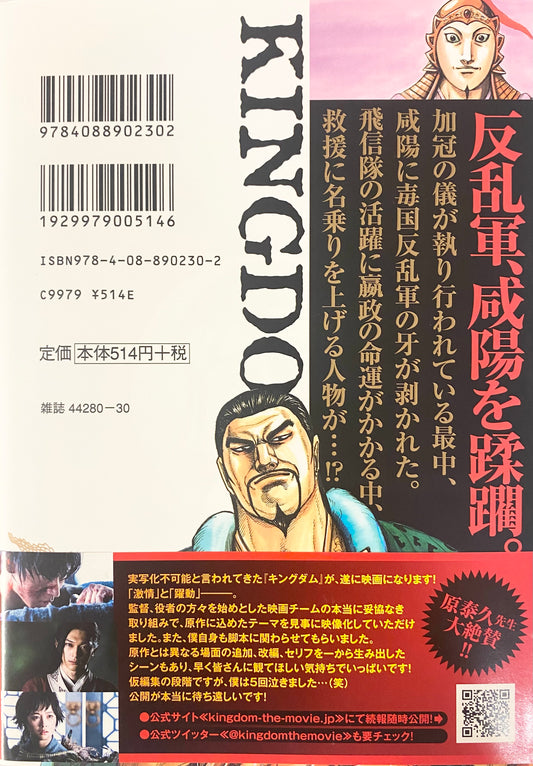 KINGDO
9784088902302
1929979005146
ISBN978-4-08-890230-2
C9979 ¥514E
定価 本体514円+税
雑誌 44280-30
反乱軍、咸陽を蹂躙。
加冠の儀が執り行われている最中、
咸陽に毒国反乱軍の牙が剥かれた。
飛信隊の活躍に嬴政の命運がかかる中、
救援に名乗りを上げる人物が…!?
実写化不可能と言われてきた『キングダム』が、遂に映画になります!
「激情」と「躍動」———。
監督、役者の方々を始めとした映画チームの本当に妥協なき
取り組みで、原作に込めたテーマを見事に映像化していただけ
ました。また、僕自身も脚本に関わらせてもらいました。
原作とは異なる場面の追加、改編、セリフを一から生み出した
シーンもあり、早く皆さんに観てほしい気持ちでいっぱいです!
仮編集の段階ですが、僕は5回泣きました…(笑)
公開が本当に待ち遠しいです!
原泰久先生
大絶賛
!!
●公式サイト≪kingdom-the-movie.jp≫にて続報随時公開!
●公式ツイッター≪@kingdomthemovie≫も要チェック!